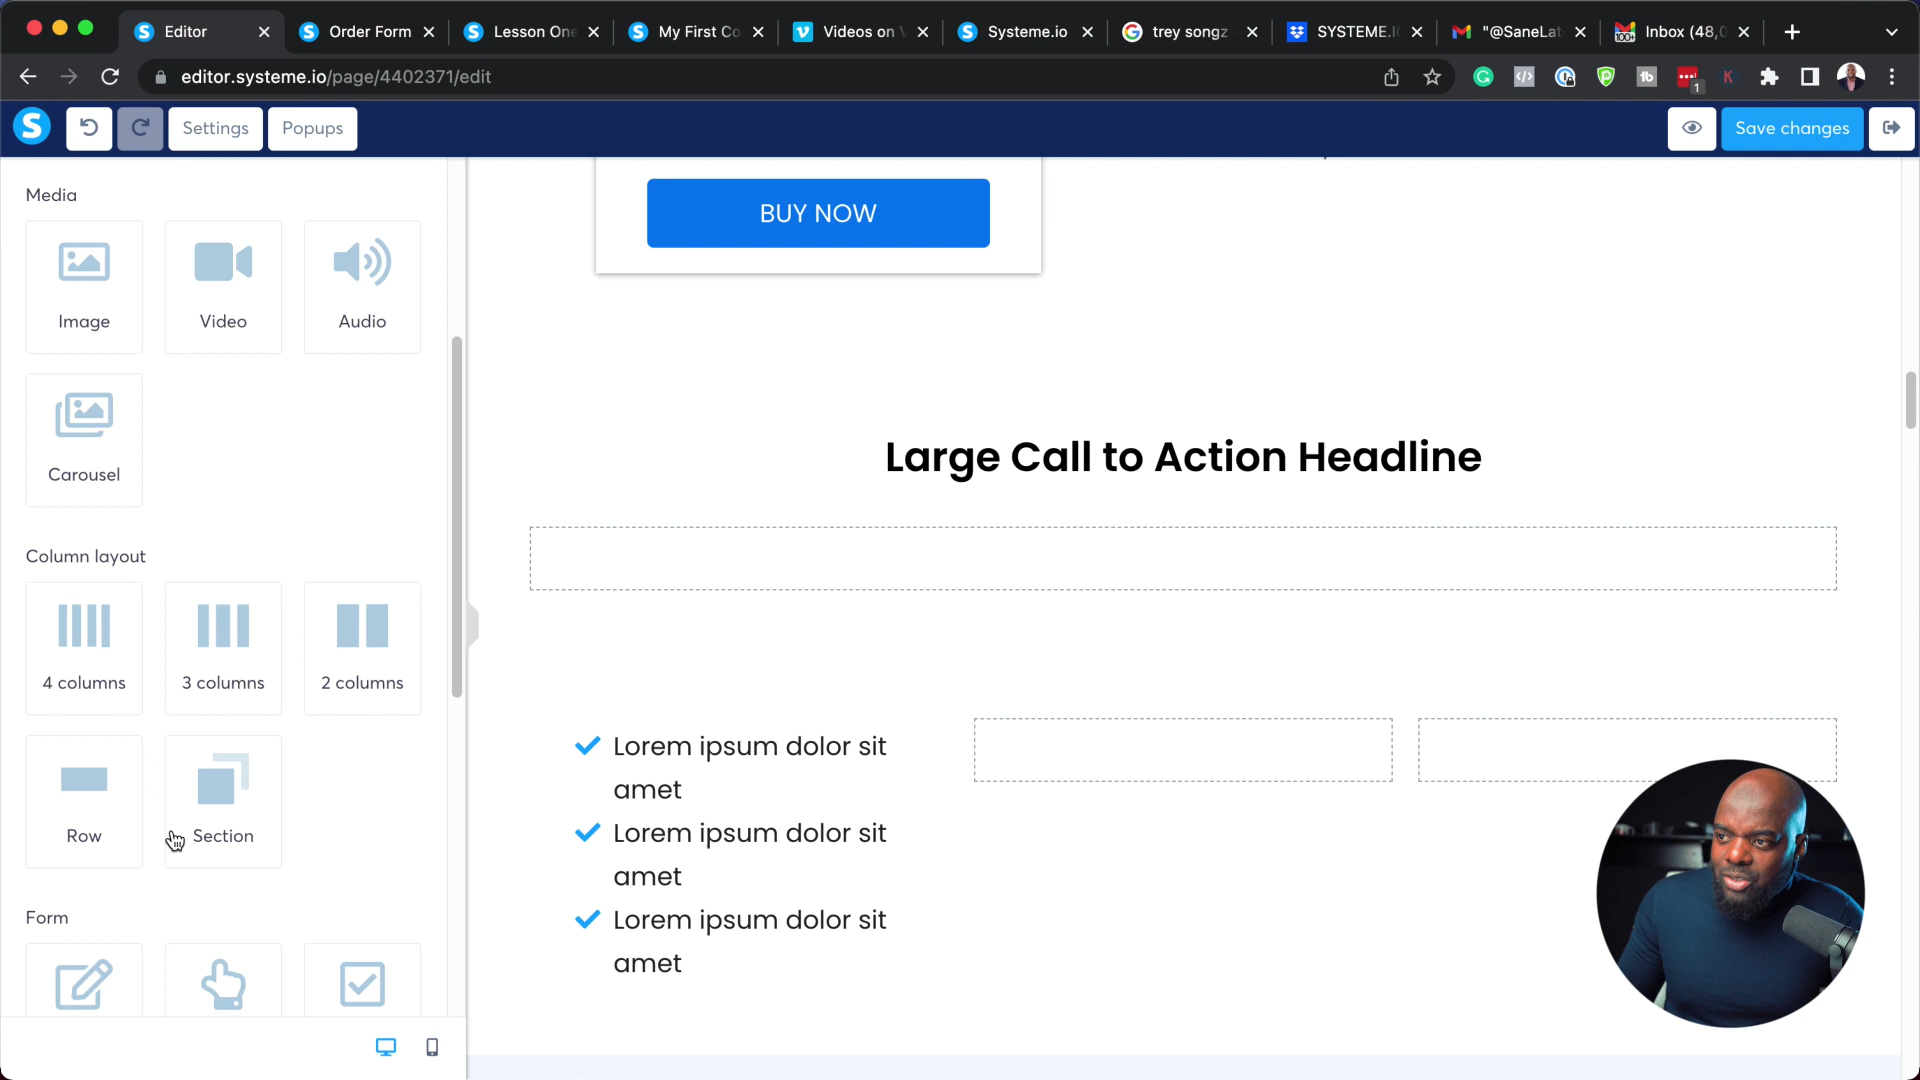 Editor
Order Form
Lesson One
My First Co
Videos on V
Systeme.io
trey songz
SYSTEME.I
"@SaneLat
Inbox (48,0
editor.systeme.io/page/4402371/edit
1
Settings
Popups
Save changes
Media
Image
Video
Audio
Carousel
Column layout
4 columns
3 columns
2 columns
Row
Section
Form
BUY NOW
Large Call to Action Headline
Lorem ipsum dolor sit
amet
Lorem ipsum dolor sit
amet
Lorem ipsum dolor sit
amet